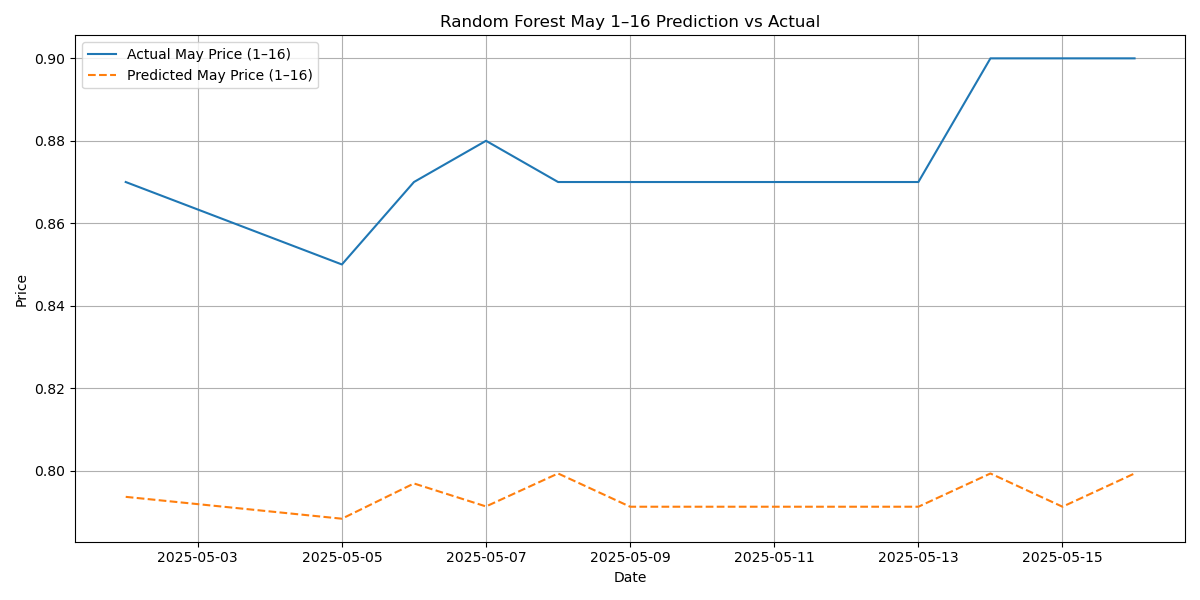 Random Forest May 1–16 Prediction vs Actual
Actual May Price (1–16)
Predicted May Price (1–16)
Price
0.90
0.88
0.86
0.84
0.82
0.80
2025-05-03
2025-05-05
2025-05-07
2025-05-09
2025-05-11
2025-05-13
2025-05-15
Date